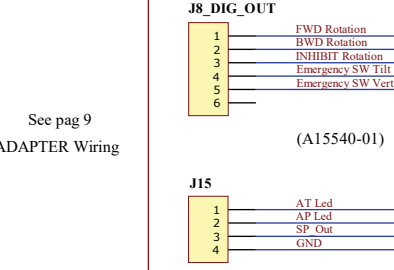 J8_DIG_OUT
1 FWD Rotation
2 BWD Rotation
3 INHIBIT Rotation
4 Emergency SW Tilt
5 Emergency SW Vert
6
See pag 9
ADAPTER Wiring
(A15540-01)
J15
1 AT Led
2 AP Led
3 SP_Out
4 GND